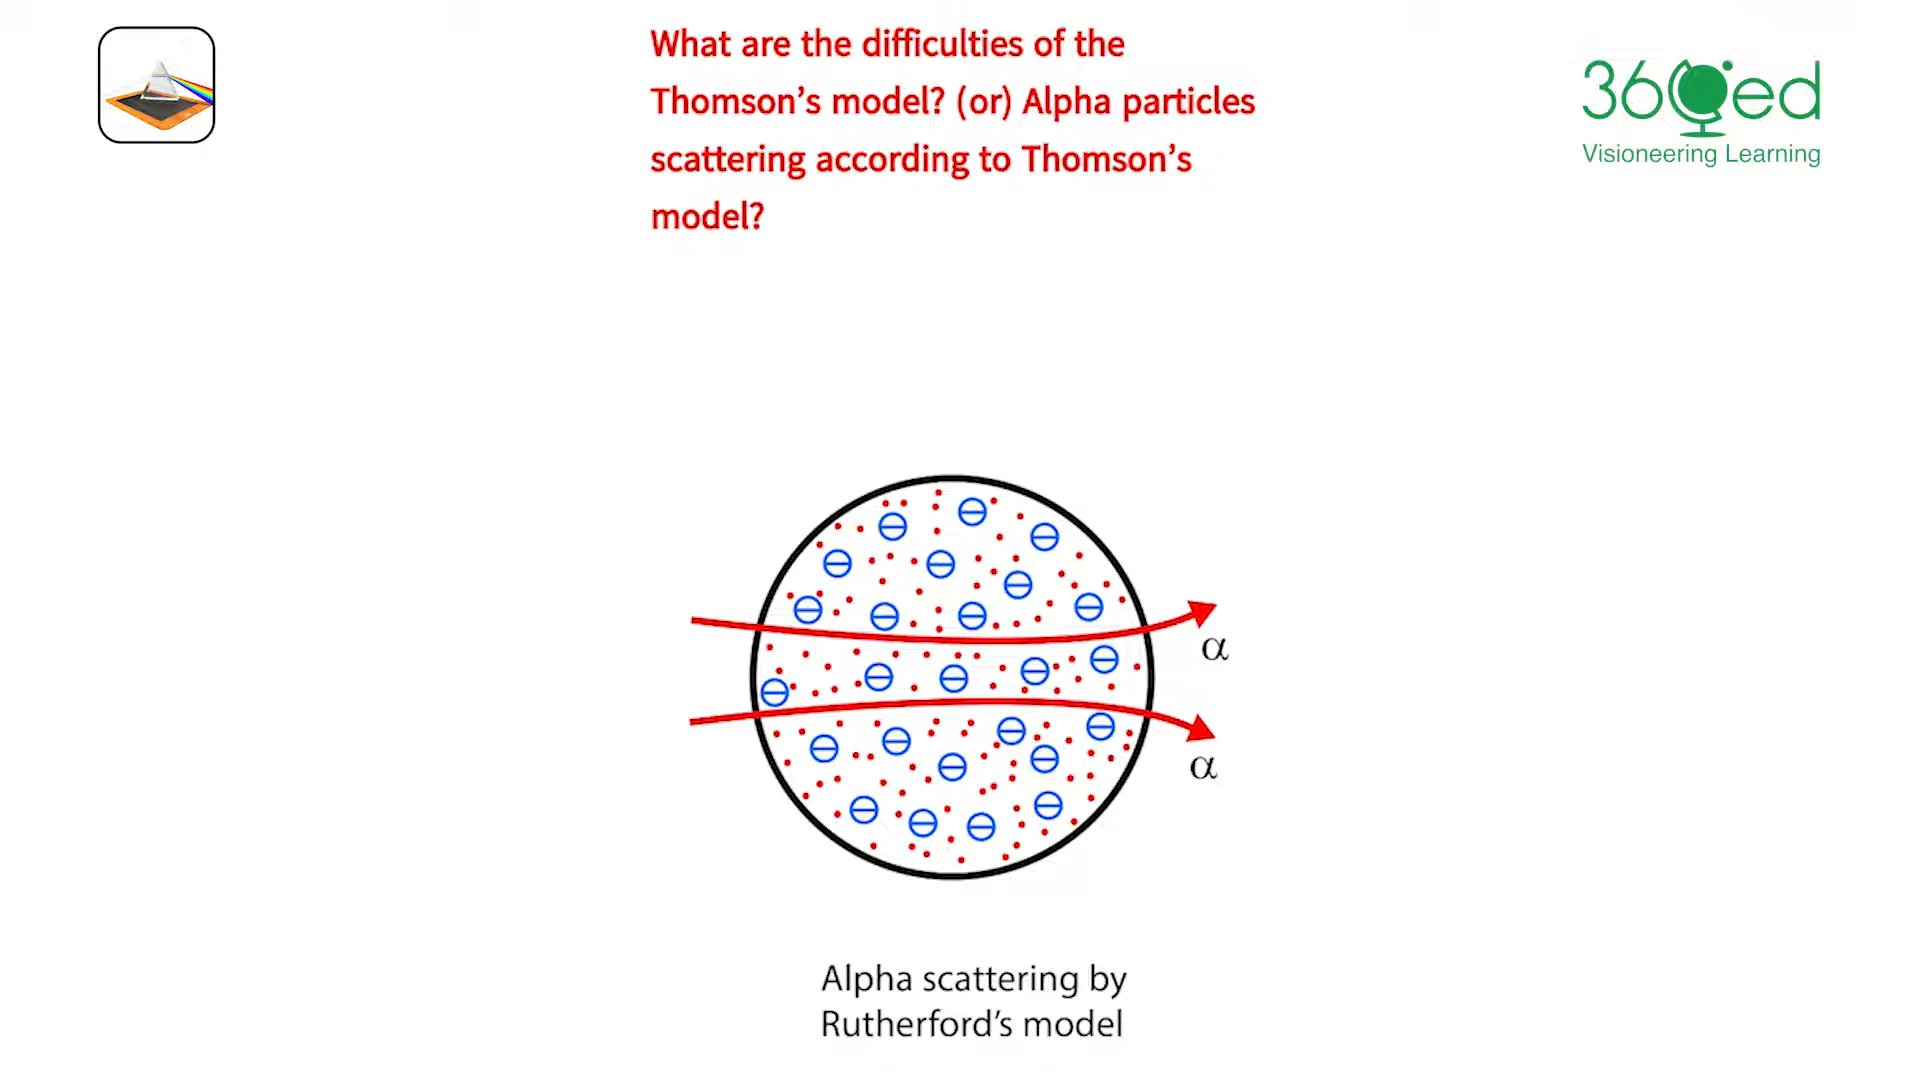 What are the difficulties of the
Thomson’s model? (or) Alpha particles
scattering according to Thomson’s
model?
360ed
Visioneering Learning
α
α
Alpha scattering by
Rutherford’s model